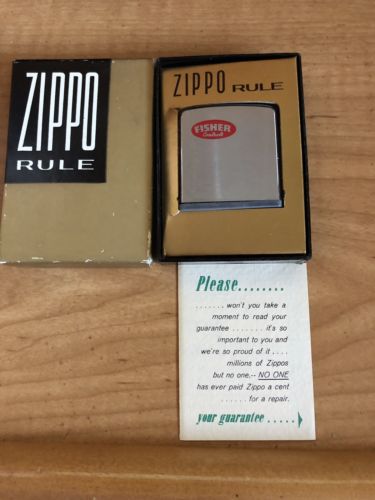 ZIPPO
RULE
ZIPPO RULE
FISHER
Controls
Please........
.......won't you take a
moment to read your
guarantee ....... it's so
important to you and
we're so proud of it ....
millions of Zippos
but no one.-- NO ONE
has ever paid Zippo a cent
......for a repair.
your guarantee .....